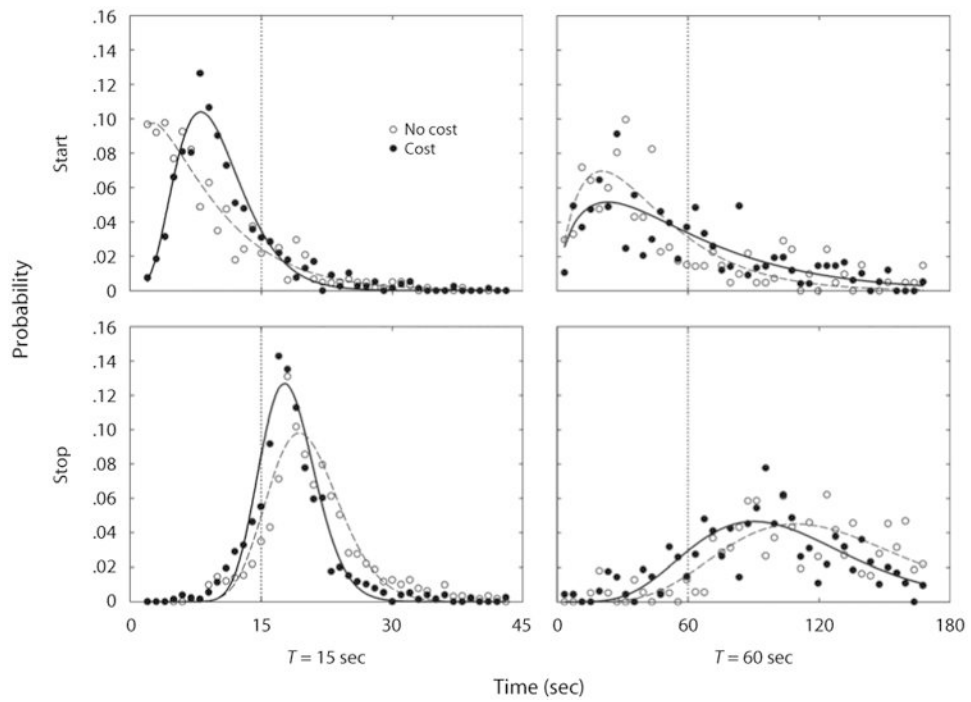 .16
.14
.12
.10
.08
.06
.04
.02
0
Start
No cost
Cost
Probability
.14
.12
.10
.08
.06
.04
.02
0
Stop
0 15 30 45
0 60 120 180
T = 15 sec
T = 60 sec
Time (sec)